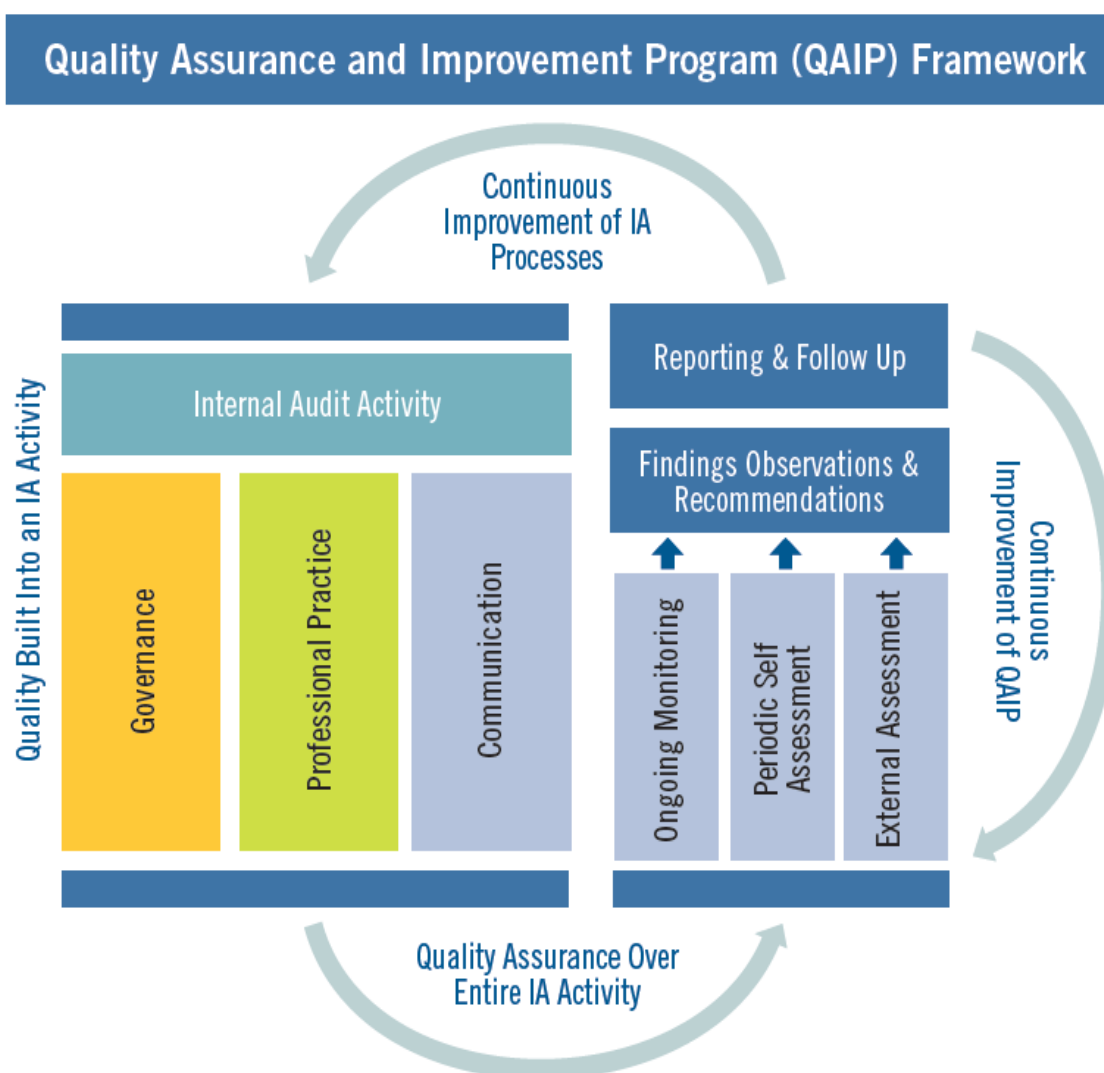 Quality Assurance and Improvement Program (QAIP) Framework
Continuous
Improvement of IA
Processes
Quality Built Into an IA Activity
Internal Audit Activity
Governance
Professional Practice
Communication
Reporting & Follow Up
Findings Observations &
Recommendations
Ongoing Monitoring
Periodic Self
Assessment
External Assessment
Continuous
Improvement of QAIP
Quality Assurance Over
Entire IA Activity